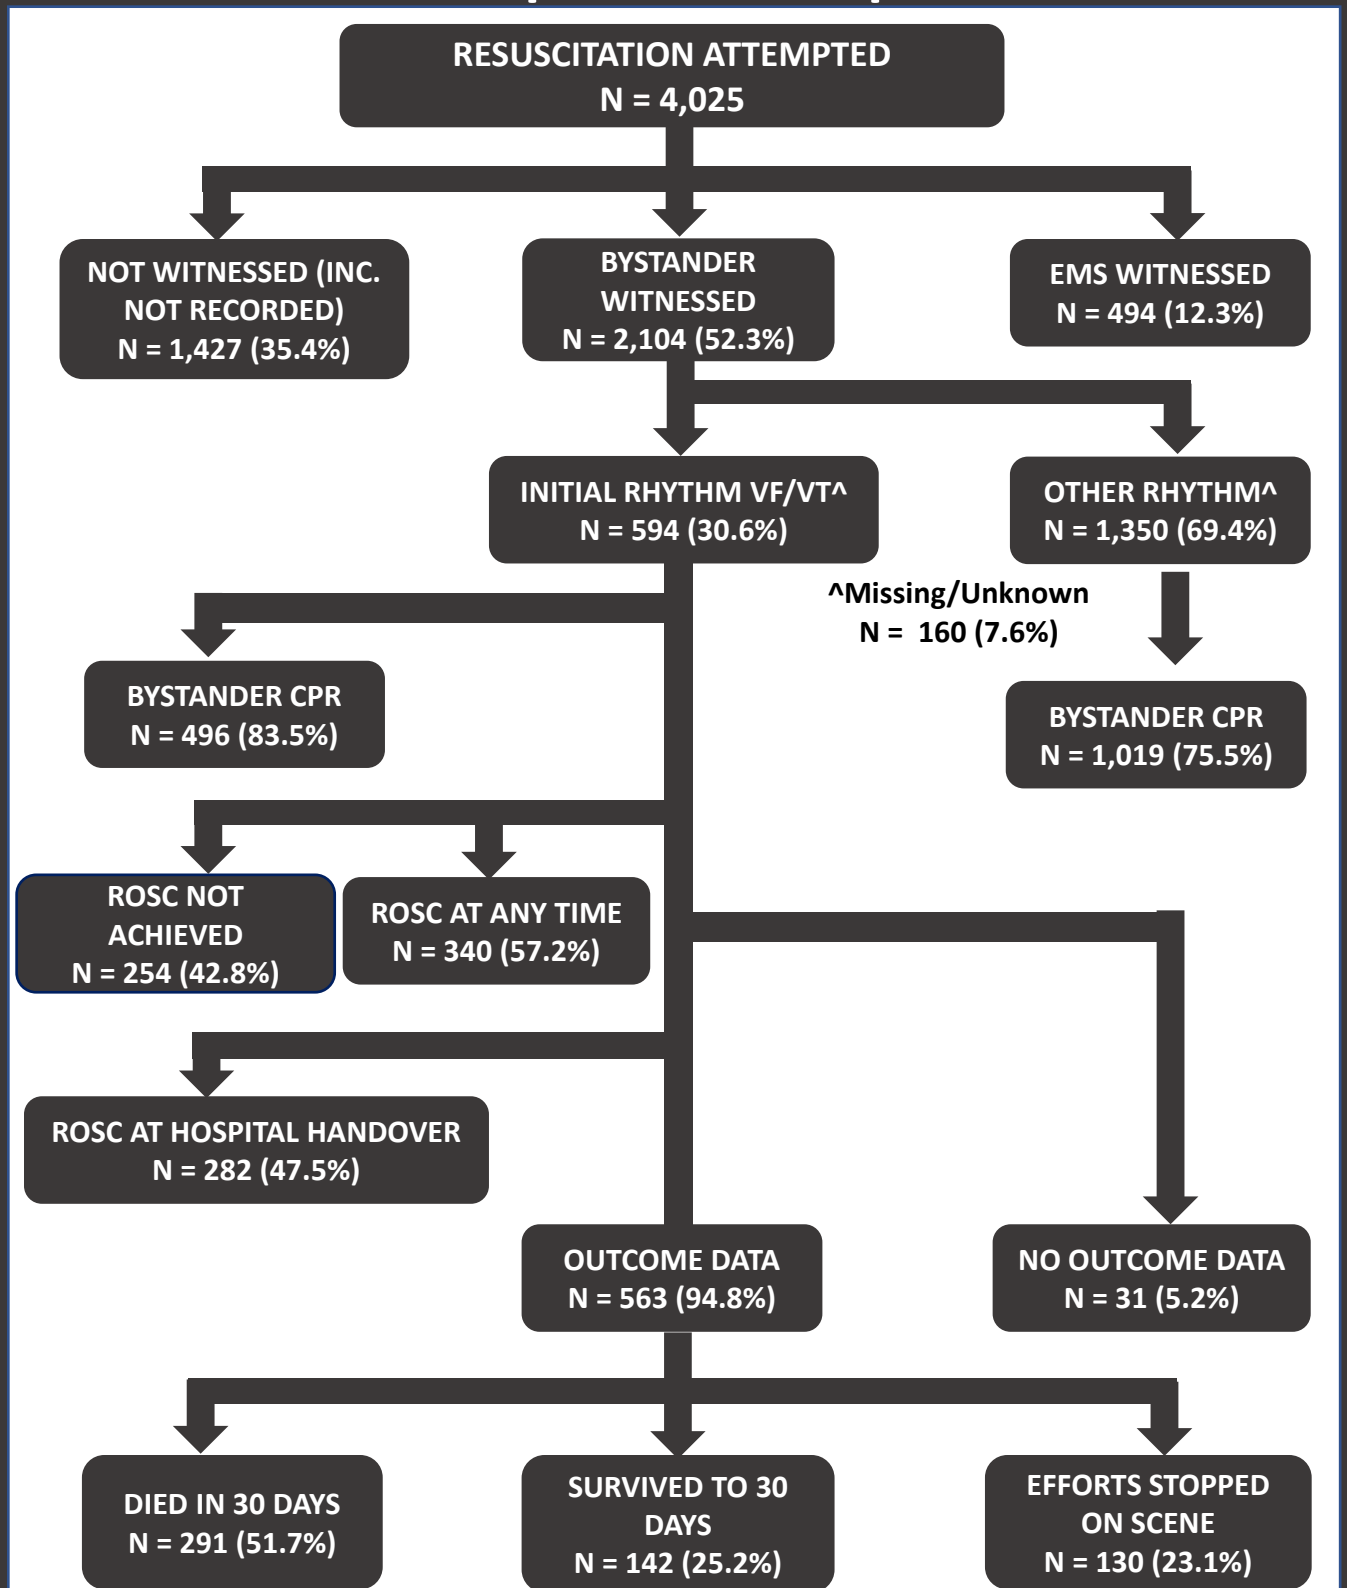 RESUSCITATION ATTEMPTED
N = 4,025
NOT WITNESSED (INC.
NOT RECORDED)
N = 1,427 (35.4%)
BYSTANDER
WITNESSED
N = 2,104 (52.3%)
EMS WITNESSED
N = 494 (12.3%)
INITIAL RHYTHM VF/VT^
N = 594 (30.6%)
OTHER RHYTHM^
N = 1,350 (69.4%)
^Missing/Unknown
N = 160 (7.6%)
BYSTANDER CPR
N = 496 (83.5%)
BYSTANDER CPR
N = 1,019 (75.5%)
ROSC NOT
ACHIEVED
N = 254 (42.8%)
ROSC AT ANY TIME
N = 340 (57.2%)
ROSC AT HOSPITAL HANDOVER
N = 282 (47.5%)
OUTCOME DATA
N = 563 (94.8%)
NO OUTCOME DATA
N = 31 (5.2%)
DIED IN 30 DAYS
N = 291 (51.7%)
SURVIVED TO 30
DAYS
N = 142 (25.2%)
EFFORTS STOPPED
ON SCENE
N = 130 (23.1%)